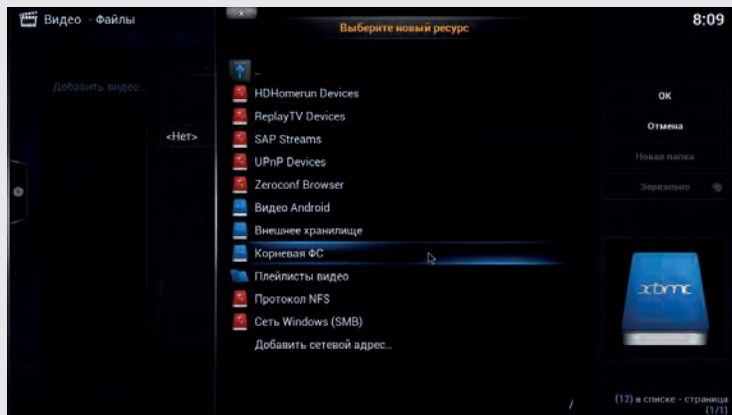 Видео - Файлы
x
Выберите новый ресурс
8:09
Добавить видео...
<Нет>
..
HDHomerun Devices
ReplayTV Devices
SAP Streams
UPnP Devices
Zeroconf Browser
Видео Android
Внешнее хранилище
Корневая ФС
Плейлисты видео
Протокол NFS
Сеть Windows (SMB)
Добавить сетевой адрес...
/
ОК
Отмена
Новая папка
Зеркально
xbmc
(12) в списке - страница
(1/1)